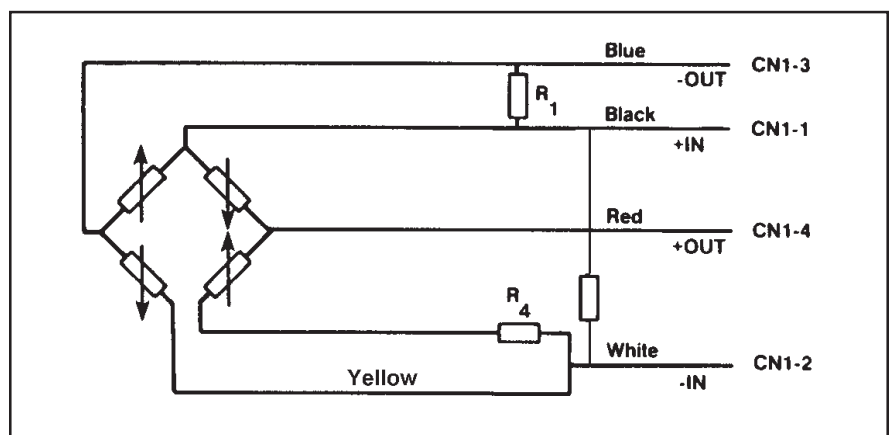 Blue
-OUT
CN1-3
R1
Black
+IN
CN1-1
Red
+OUT
CN1-4
R4
White
-IN
CN1-2
Yellow